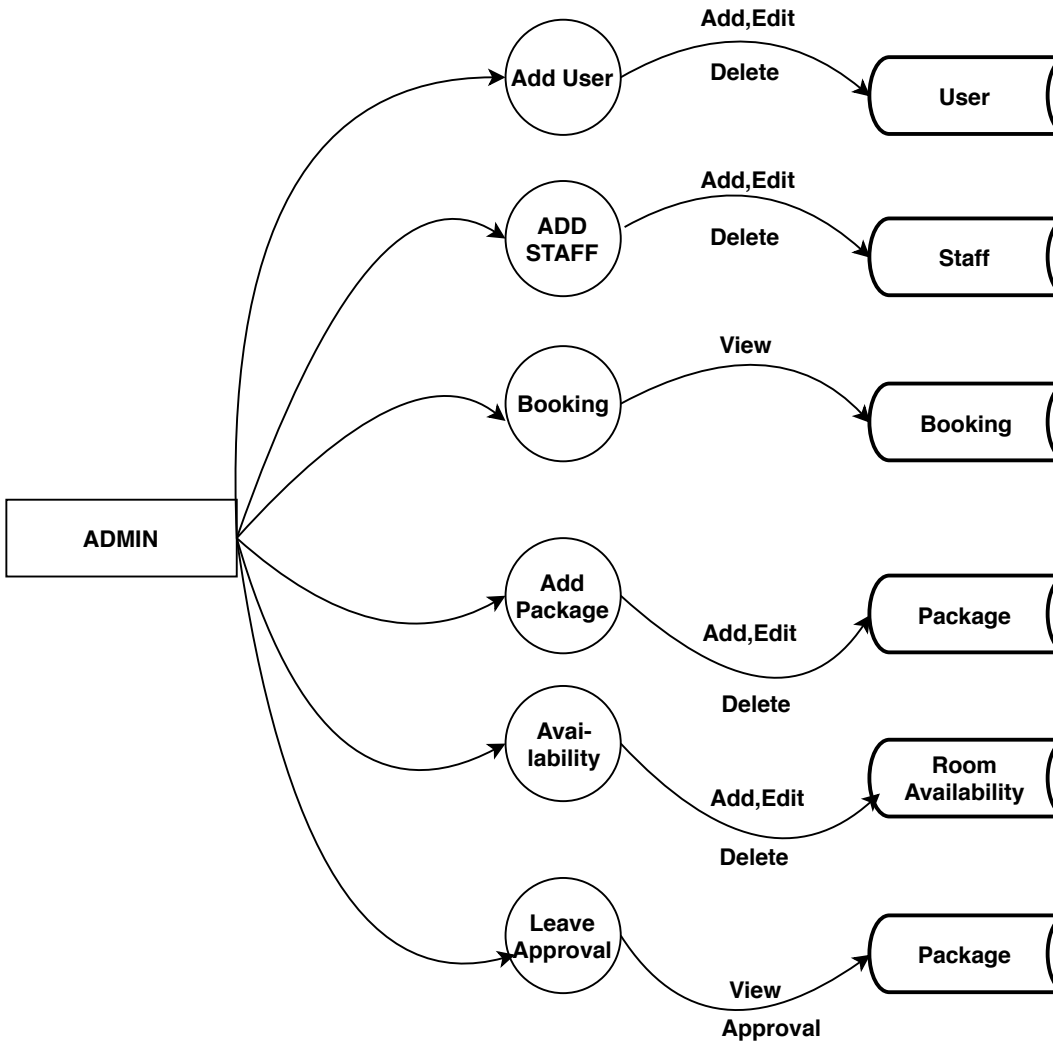 Add,Edit
Add User
Delete
User
Add,Edit
ADD
STAFF
Delete
Staff
View
Booking
Booking
ADMIN
Add
Package
Add,Edit
Package
Delete
Avai-
lability
Add,Edit
Room
Availability
Delete
Leave
Approval
View
Package
Approval